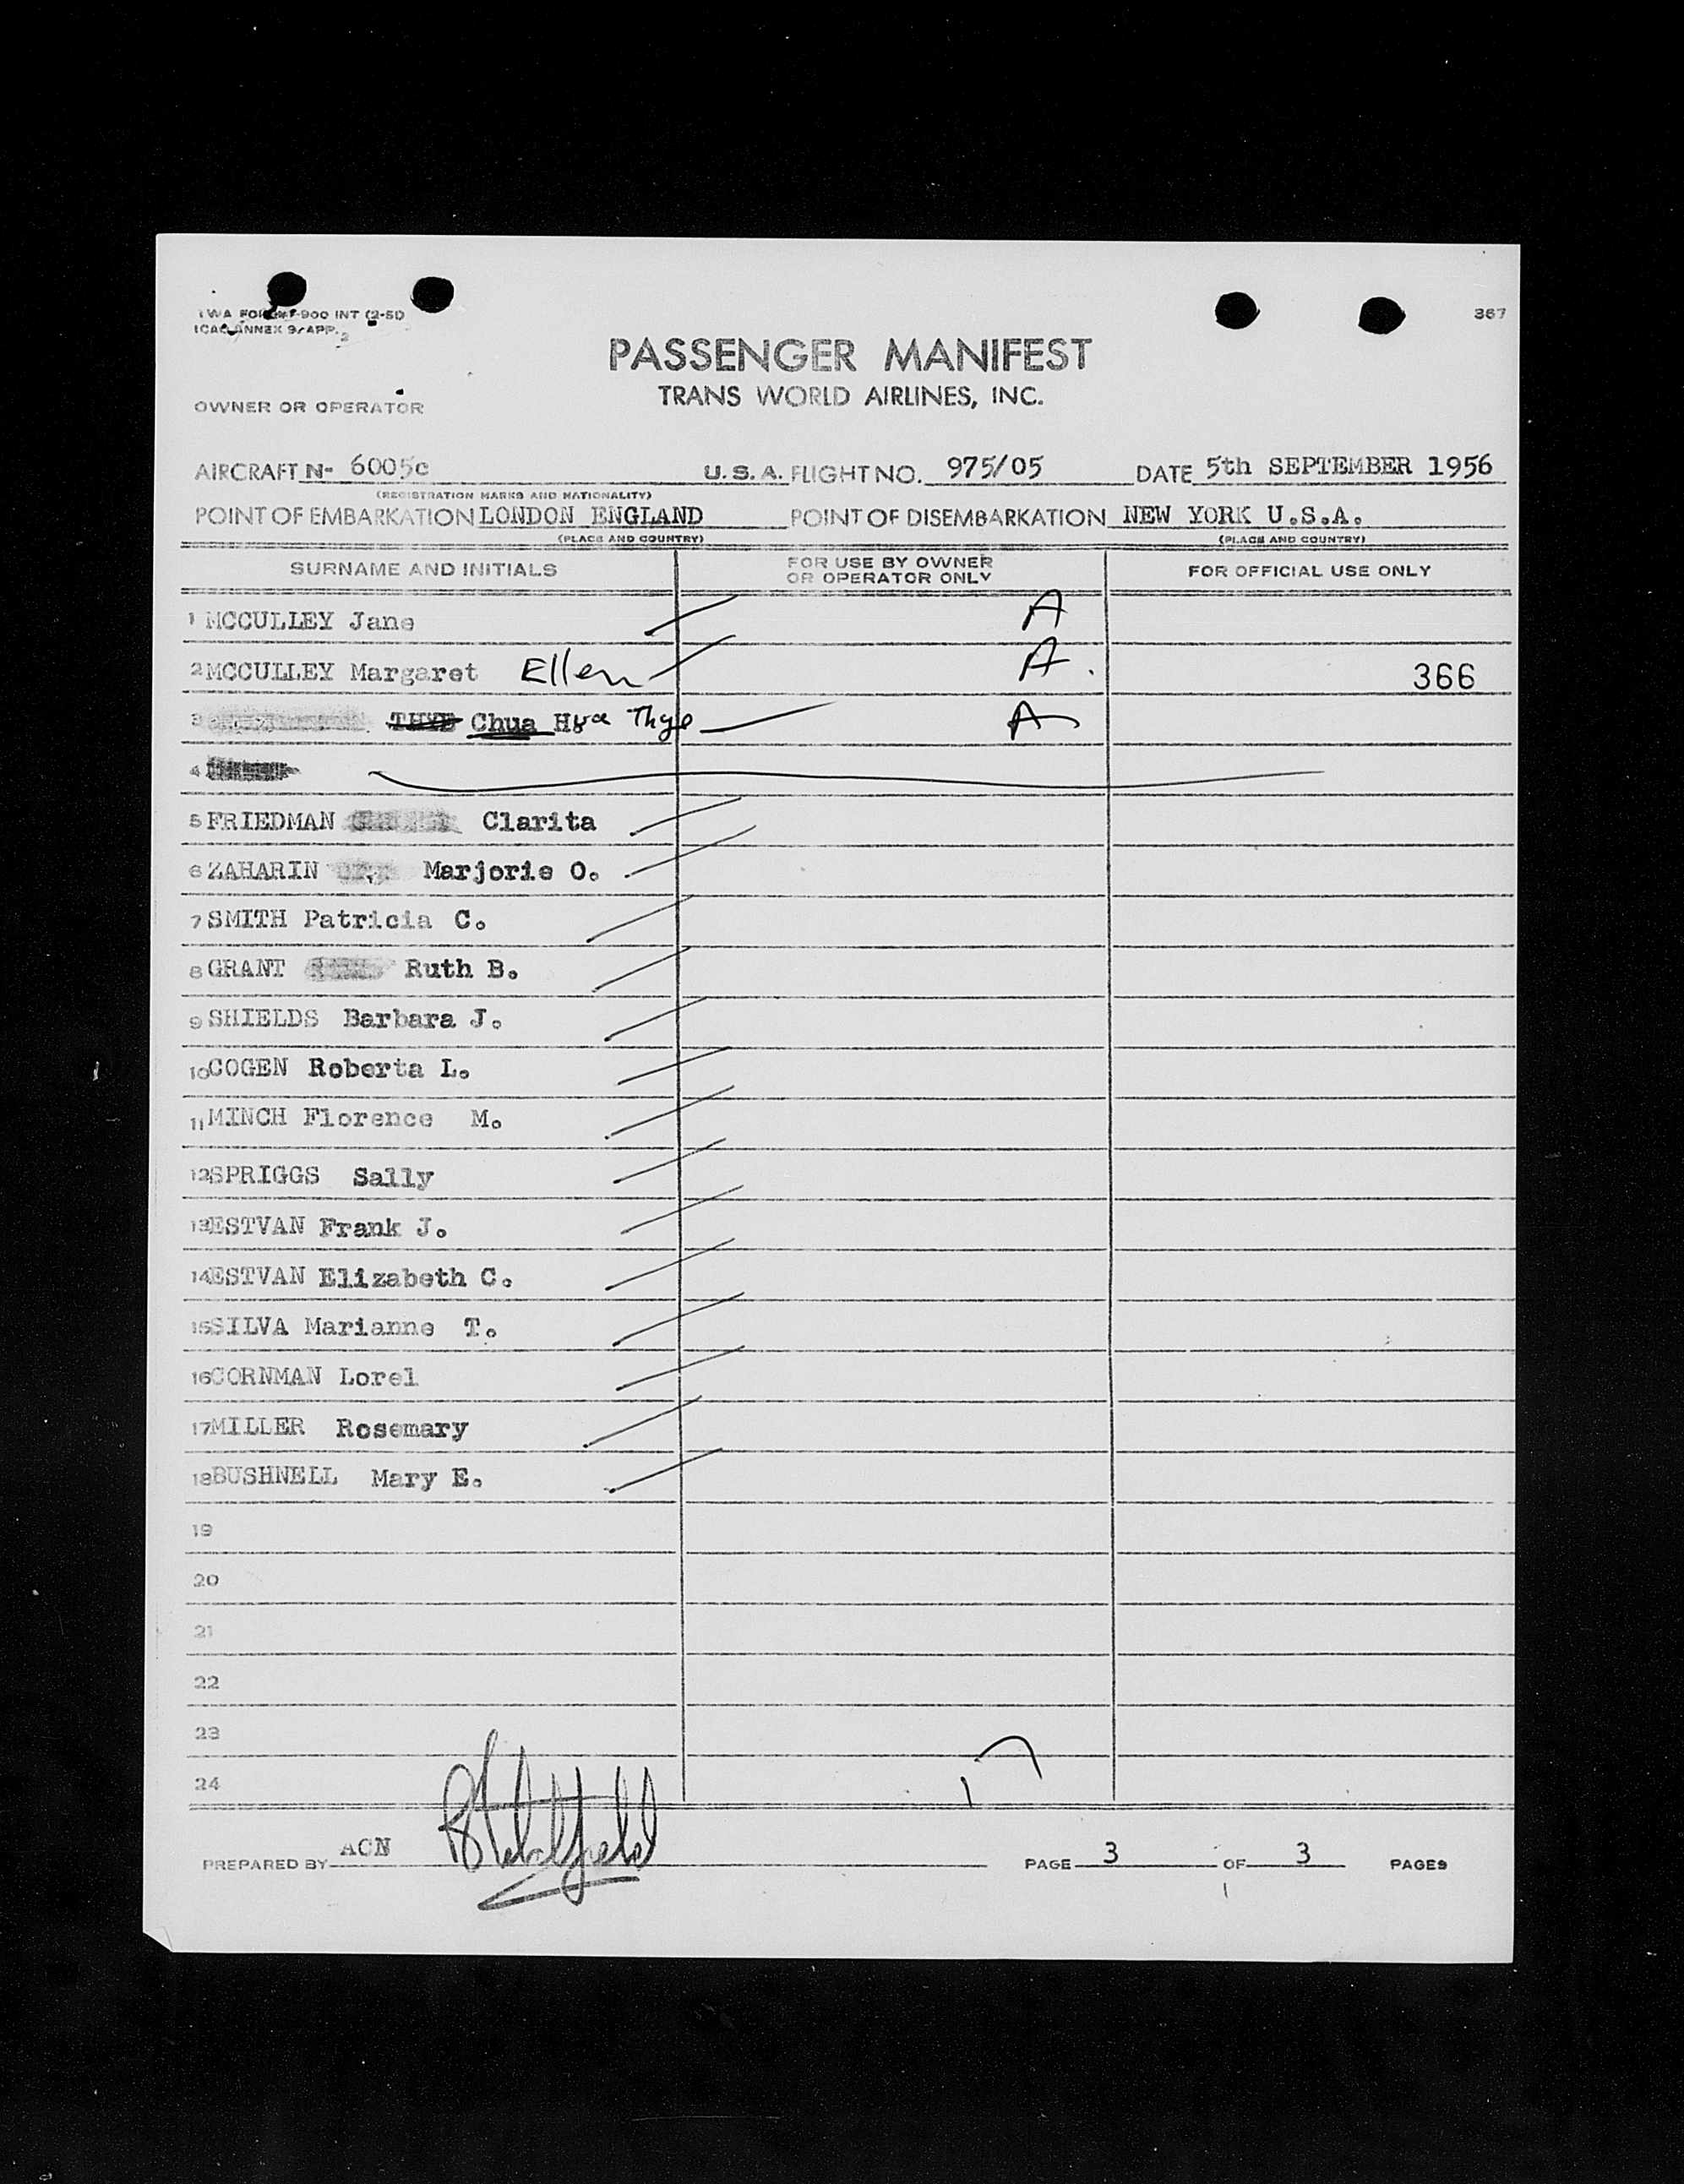 TWA FORM F-900 INT (2-51)
ICAO ANNEX 9/APP. 2
367
PASSENGER MANIFEST
TRANS WORLD AIRLINES, INC.
OWNER OR OPERATOR
AIRCRAFT N- 6005c U.S.A. FLIGHT NO. 975/05 DATE 5th SEPTEMBER 1956
(REGISTRATION MARKS AND NATIONALITY)
POINT OF EMBARKATION LONDON ENGLAND POINT OF DISEMBARKATION NEW YORK U.S.A.
(PLACE AND COUNTRY) (PLACE AND COUNTRY)
SURNAME AND INITIALS FOR USE BY OWNER OR OPERATOR ONLY FOR OFFICIAL USE ONLY
1 MCCULLEY Jane A
2 MCCULLEY Margaret Ellen A. 366
3 THYE Chua Hya Thye A
4
5 FRIEDMAN Clarita
6 ZAHARIN Marjorie O.
7 SMITH Patricia C.
8 GRANT Ruth B.
9 SHIELDS Barbara J.
10 COGEN Roberta L.
11 MINCH Florence M.
12 SPRIGGS Sally
13 ESTVAN Frank J.
14 ESTVAN Elizabeth C.
15 SILVA Marianne T.
16 CORNMAN Lorel
17 MILLER Rosemary
18 BUSHNELL Mary E.
19
20
21
22
23
24
17
PREPARED BY ACN PAGE 3 OF 3 PAGES